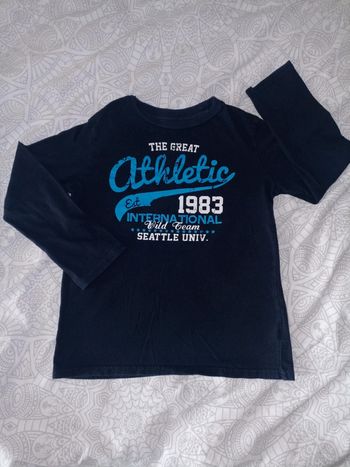 THE GREAT
Athletic
Est 1983
INTERNATIONAL
Wild Team
SEATTLE UNIV.